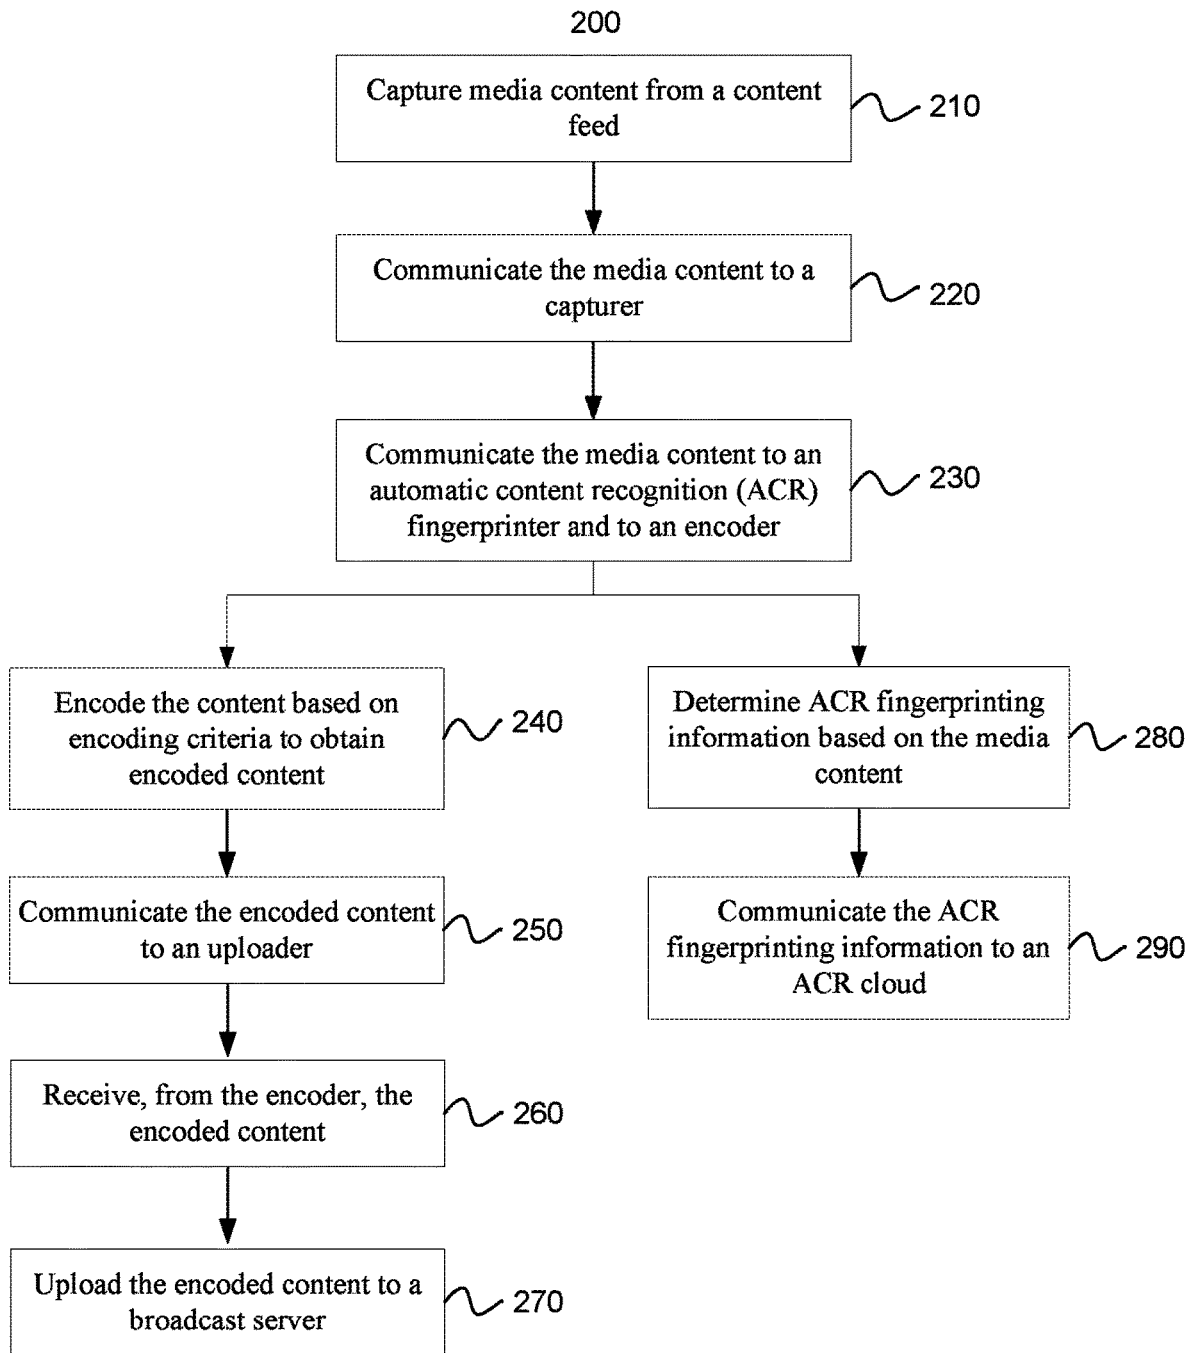 200
Capture media content from a content
feed
210
Communicate the media content to a
capturer
220
Communicate the media content to an
automatic content recognition (ACR)
fingerprinter and to an encoder
230
Encode the content based on
encoding criteria to obtain
encoded content
240
Determine ACR fingerprinting
information based on the media
content
280
Communicate the encoded content
to an uploader
250
Communicate the ACR
fingerprinting information to an
ACR cloud
290
Receive, from the encoder, the
encoded content
260
Upload the encoded content to a
broadcast server
270